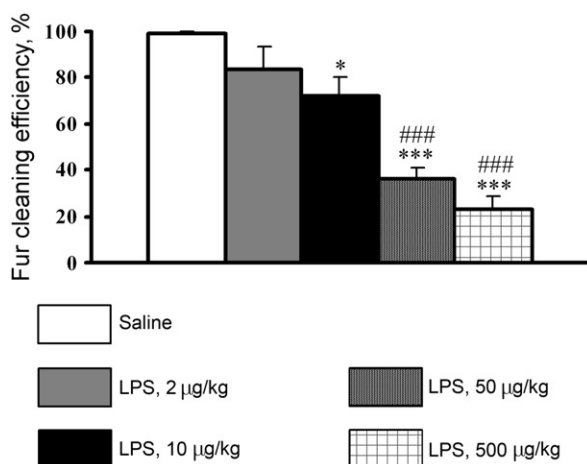 Fur cleaning efficiency, %
100
80
60
40
20
0
*
###
***
###
***
Saline
LPS, 2 µg/kg
LPS, 50 µg/kg
LPS, 10 µg/kg
LPS, 500 µg/kg